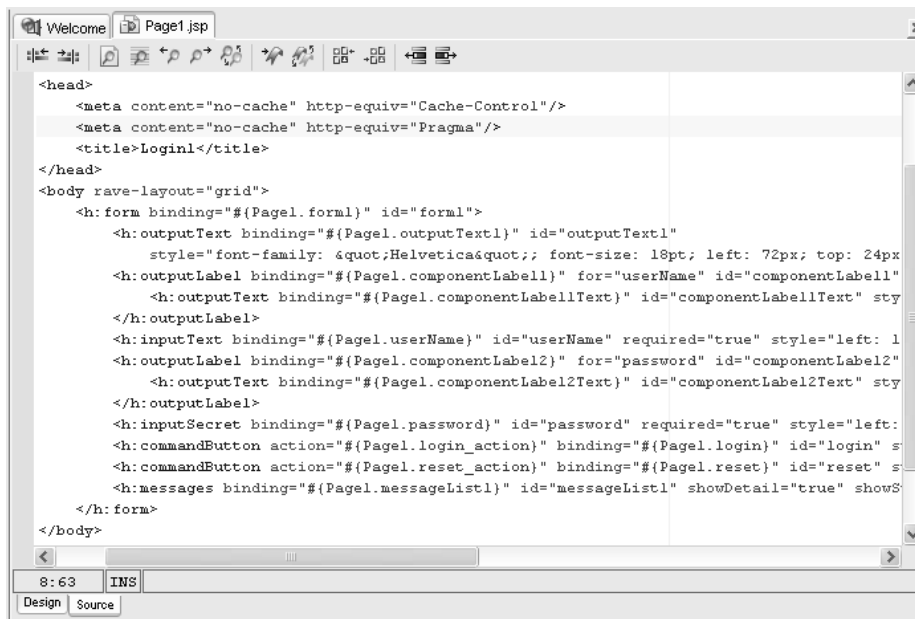 Welcome Page1.jsp
<head>
<meta content="no-cache" http-equiv="Cache-Control"/>
<meta content="no-cache" http-equiv="Pragma"/>
<title>Login1</title>
</head>
<body rave-layout="grid">
<h:form binding="#{Page1.form1}" id="form1">
<h:outputText binding="#{Page1.outputText1}" id="outputText1"
style="font-family: &quot;Helvetica&quot;; font-size: 18pt; left: 72px; top: 24px
<h:outputLabel binding="#{Page1.componentLabel1}" for="userName" id="componentLabel1"
<h:outputText binding="#{Page1.componentLabel1Text}" id="componentLabel1Text" sty
</h:outputLabel>
<h:inputText binding="#{Page1.userName}" id="userName" required="true" style="left: 1
<h:outputLabel binding="#{Page1.componentLabel2}" for="password" id="componentLabel2"
<h:outputText binding="#{Page1.componentLabel2Text}" id="componentLabel2Text" sty
</h:outputLabel>
<h:inputSecret binding="#{Page1.password}" id="password" required="true" style="left:
<h:commandButton action="#{Page1.login_action}" binding="#{Page1.login}" id="login" s
<h:commandButton action="#{Page1.reset_action}" binding="#{Page1.reset}" id="reset" s
<h:messages binding="#{Page1.messageList1}" id="messageList1" showDetail="true" showS
</h:form>
</body>
8:63 INS
Design Source